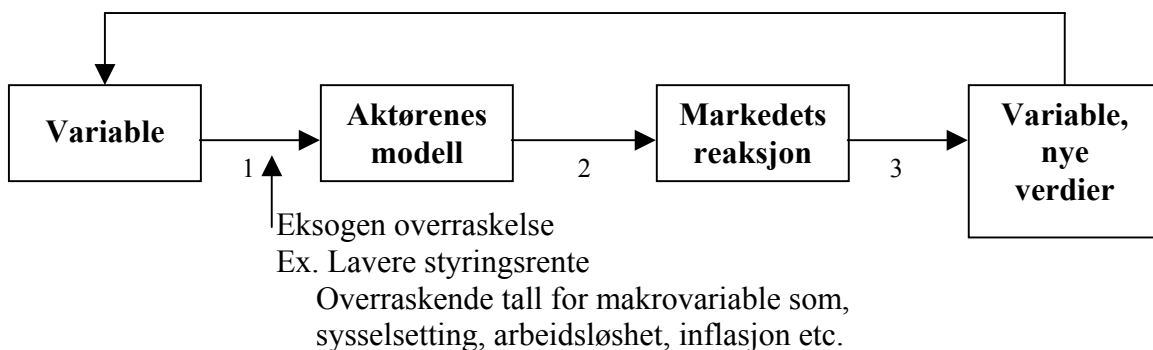 Variable
Aktørenes
modell
Markedets
reaksjon
Variable,
nye
verdier
1
2
3
Eksogen overraskelse
Ex. Lavere styringsrente
Overraskende tall for makrovariable som,
sysselsetting, arbeidsløshet, inflasjon etc.